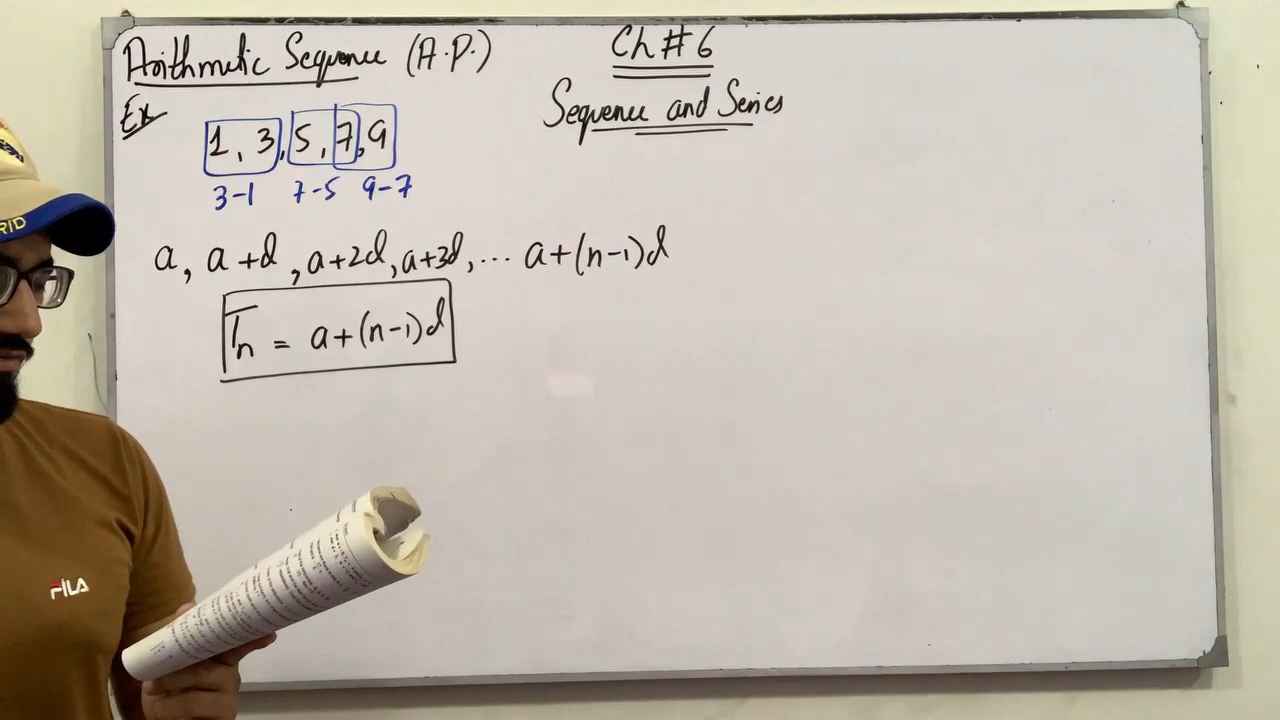 Arithmetic Sequence (A.P.)
Ch # 6
Sequence and Series
Ex
1, 3, 5, 7, 9
3-1 7-5 9-7
a, a+d, a+2d, a+3d, ... a+(n-1)d
Tn = a+(n-1)d
RID
FILA